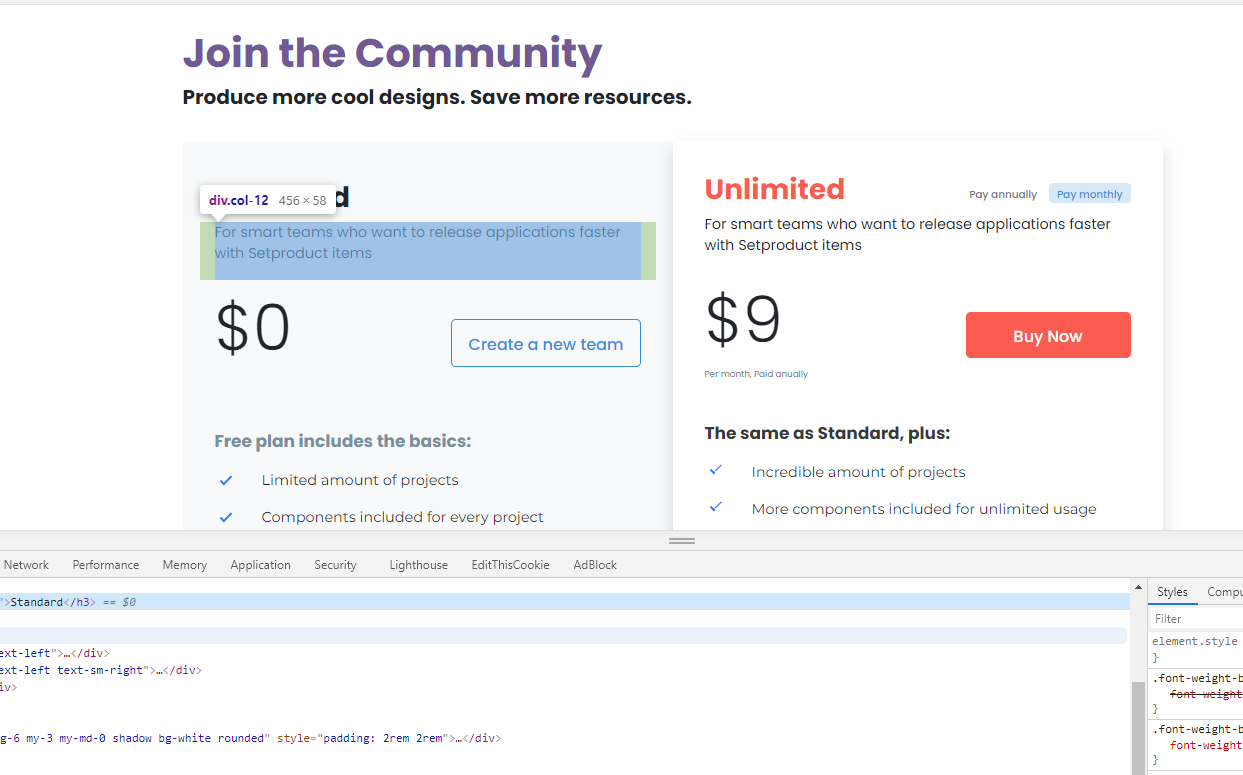 Join the Community
Produce more cool designs. Save more resources.
d
div.col-12 456 × 58
For smart teams who want to release applications faster
with Setproduct items
$0
Create a new team
Free plan includes the basics:
Limited amount of projects
Components included for every project
Unlimited
Pay annually Pay monthly
For smart teams who want to release applications faster
with Setproduct items
$9
Buy Now
Per month, Paid anually
The same as Standard, plus:
Incredible amount of projects
More components included for unlimited usage
Network Performance Memory Application Security Lighthouse EditThisCookie AdBlock
">Standard</h3> == $0
ext-left">…</div>
ext-left text-sm-right">…</div>
iv>
g-6 my-3 my-md-0 shadow bg-white rounded" style="padding: 2rem 2rem">…</div>
Styles Compu
Filter
element.style
}
.font-weight-b
font-weight
}
.font-weight-b
font-weight
}